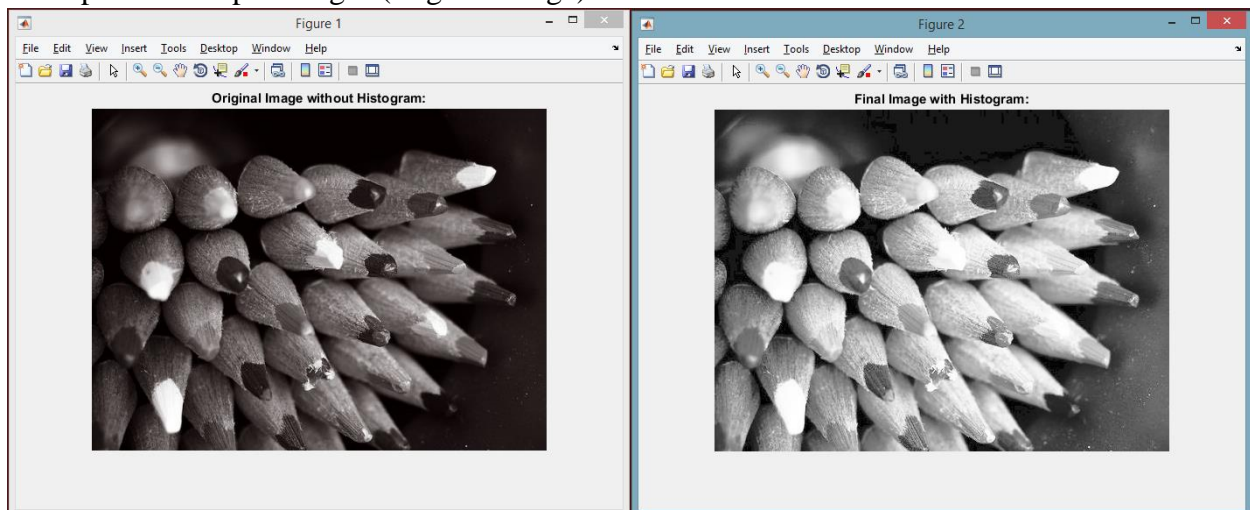 Figure 1
File Edit View Insert Tools Desktop Window Help
Original Image without Histogram:
Figure 2
File Edit View Insert Tools Desktop Window Help
Final Image with Histogram: